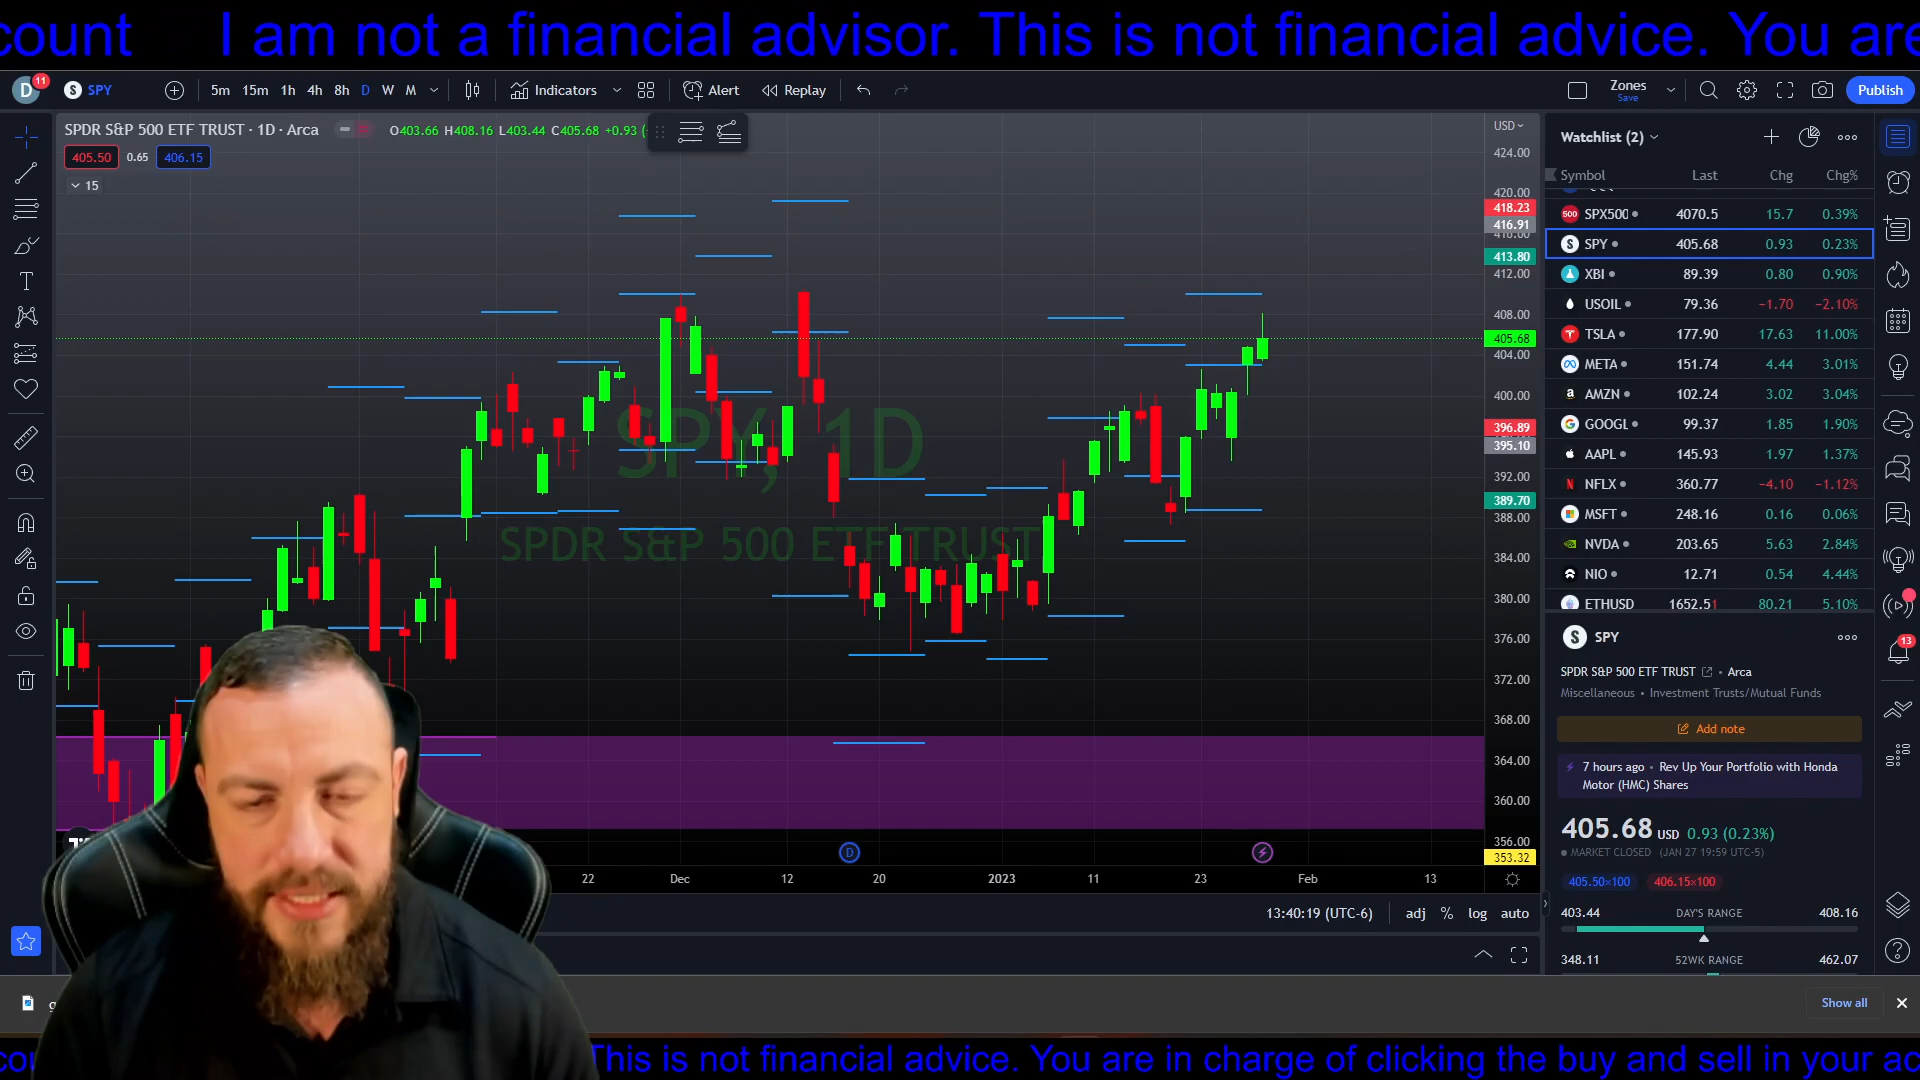 count I am not a financial advisor. This is not financial advice. You are
D 11 SPY 5m 15m 1h 4h 8h D W M Indicators Alert Replay Zones Save Publish
SPDR S&P 500 ETF TRUST · 1D · Arca O403.66 H408.16 L403.44 C405.68 +0.93
405.50 0.65 406.15
15
SPY, 1D
SPDR S&P 500 ETF TRUST
USD
424.00
420.00
418.23
416.91
413.80
412.00
408.00
405.68
404.00
400.00
396.89
395.10
392.00
389.70
388.00
384.00
380.00
376.00
372.00
368.00
364.00
360.00
356.00
353.32
D
22 Dec 12 20 2023 11 23 Feb 13
13:40:19 (UTC-6) adj % log auto
Watchlist (2)
Symbol Last Chg Chg%
500 SPX500 4070.5 15.7 0.39%
S SPY 405.68 0.93 0.23%
XBI 89.39 0.80 0.90%
USOIL 79.36 −1.70 −2.10%
TSLA 177.90 17.63 11.00%
META 151.74 4.44 3.01%
AMZN 102.24 3.02 3.04%
GOOGL 99.37 1.85 1.90%
AAPL 145.93 1.97 1.37%
NFLX 360.77 −4.10 −1.12%
MSFT 248.16 0.16 0.06%
NVDA 203.65 5.63 2.84%
NIO 12.71 0.54 4.44%
ETHUSD 1652.51 80.21 5.10%
13
S SPY
SPDR S&P 500 ETF TRUST • Arca
Miscellaneous • Investment Trusts/Mutual Funds
Add note
7 hours ago • Rev Up Your Portfolio with Honda
Motor (HMC) Shares
405.68 USD 0.93 (0.23%)
MARKET CLOSED (JAN 27 19:59 UTC-5)
405.50×100 406.15×100
403.44 DAY'S RANGE 408.16
348.11 52WK RANGE 462.07
Show all
This is not financial advice. You are in charge of clicking the buy and sell in your ac